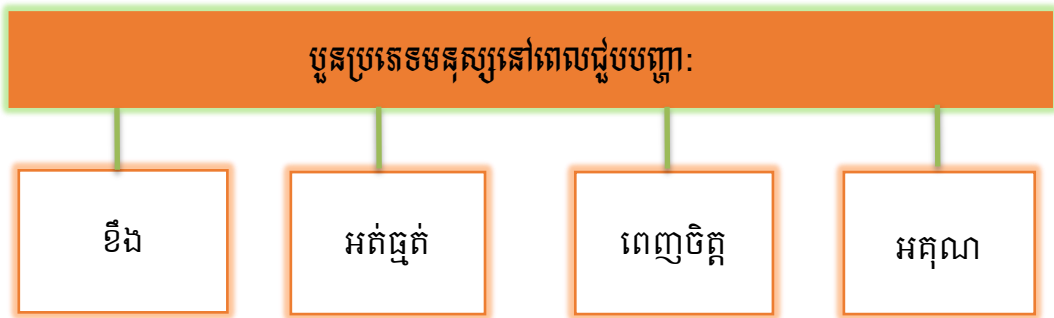 បួនប្រភេទមនុស្សនៅពេលជួបបញ្ហា:
ខឹង
អត់ធ្មត់
ពេញចិត្ត
អគុណ